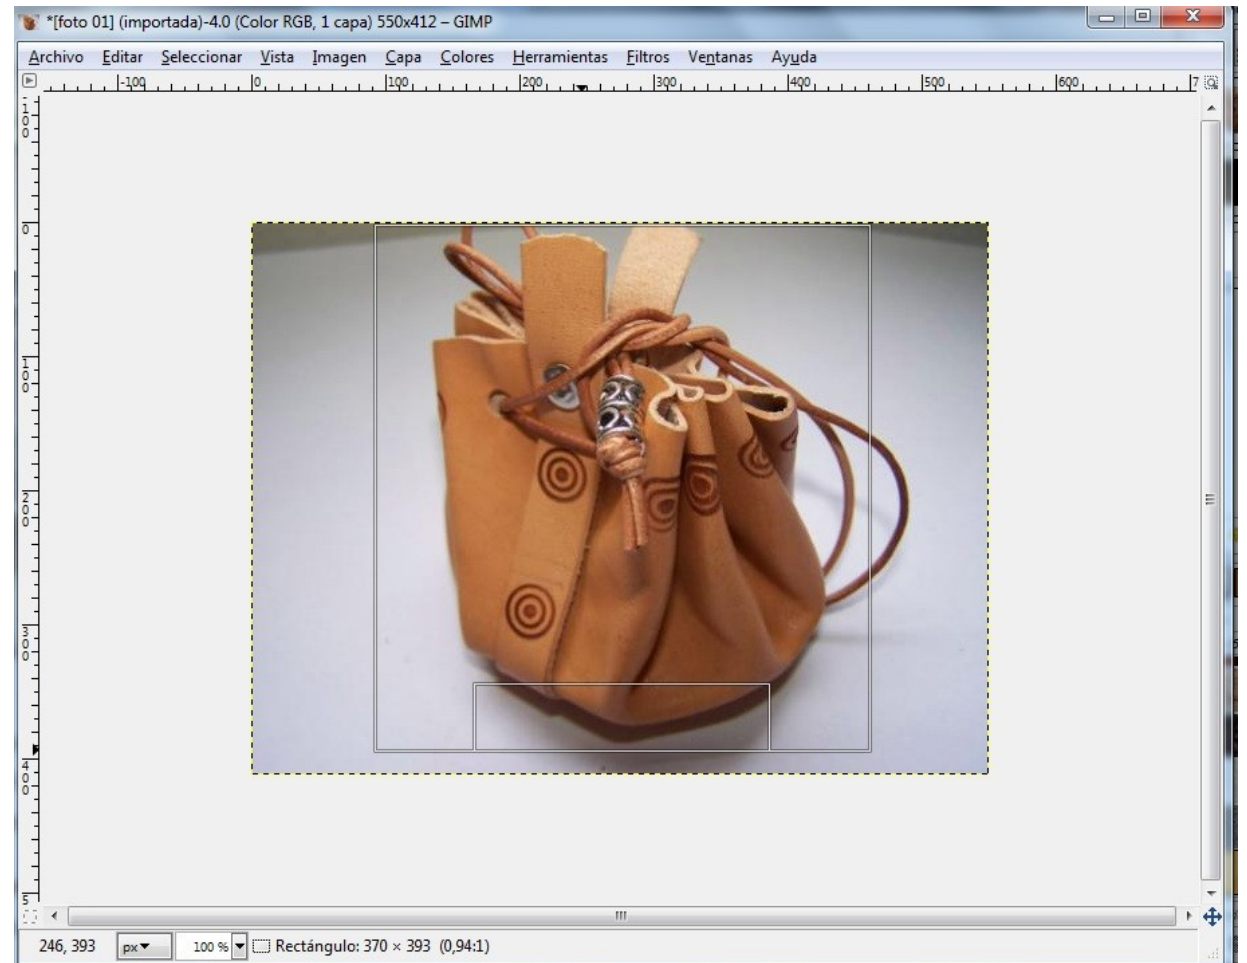 *[foto 01] (importada)-4.0 (Color RGB, 1 capa) 550x412 – GIMP
Archivo Editar Seleccionar Vista Imagen Capa Colores Herramientas Filtros Ventanas Ayuda
-100 0 100 200 300 400 500 600 7
100
0
100
200
300
400
5
246, 393 px 100 % Rectángulo: 370 × 393 (0,94:1)